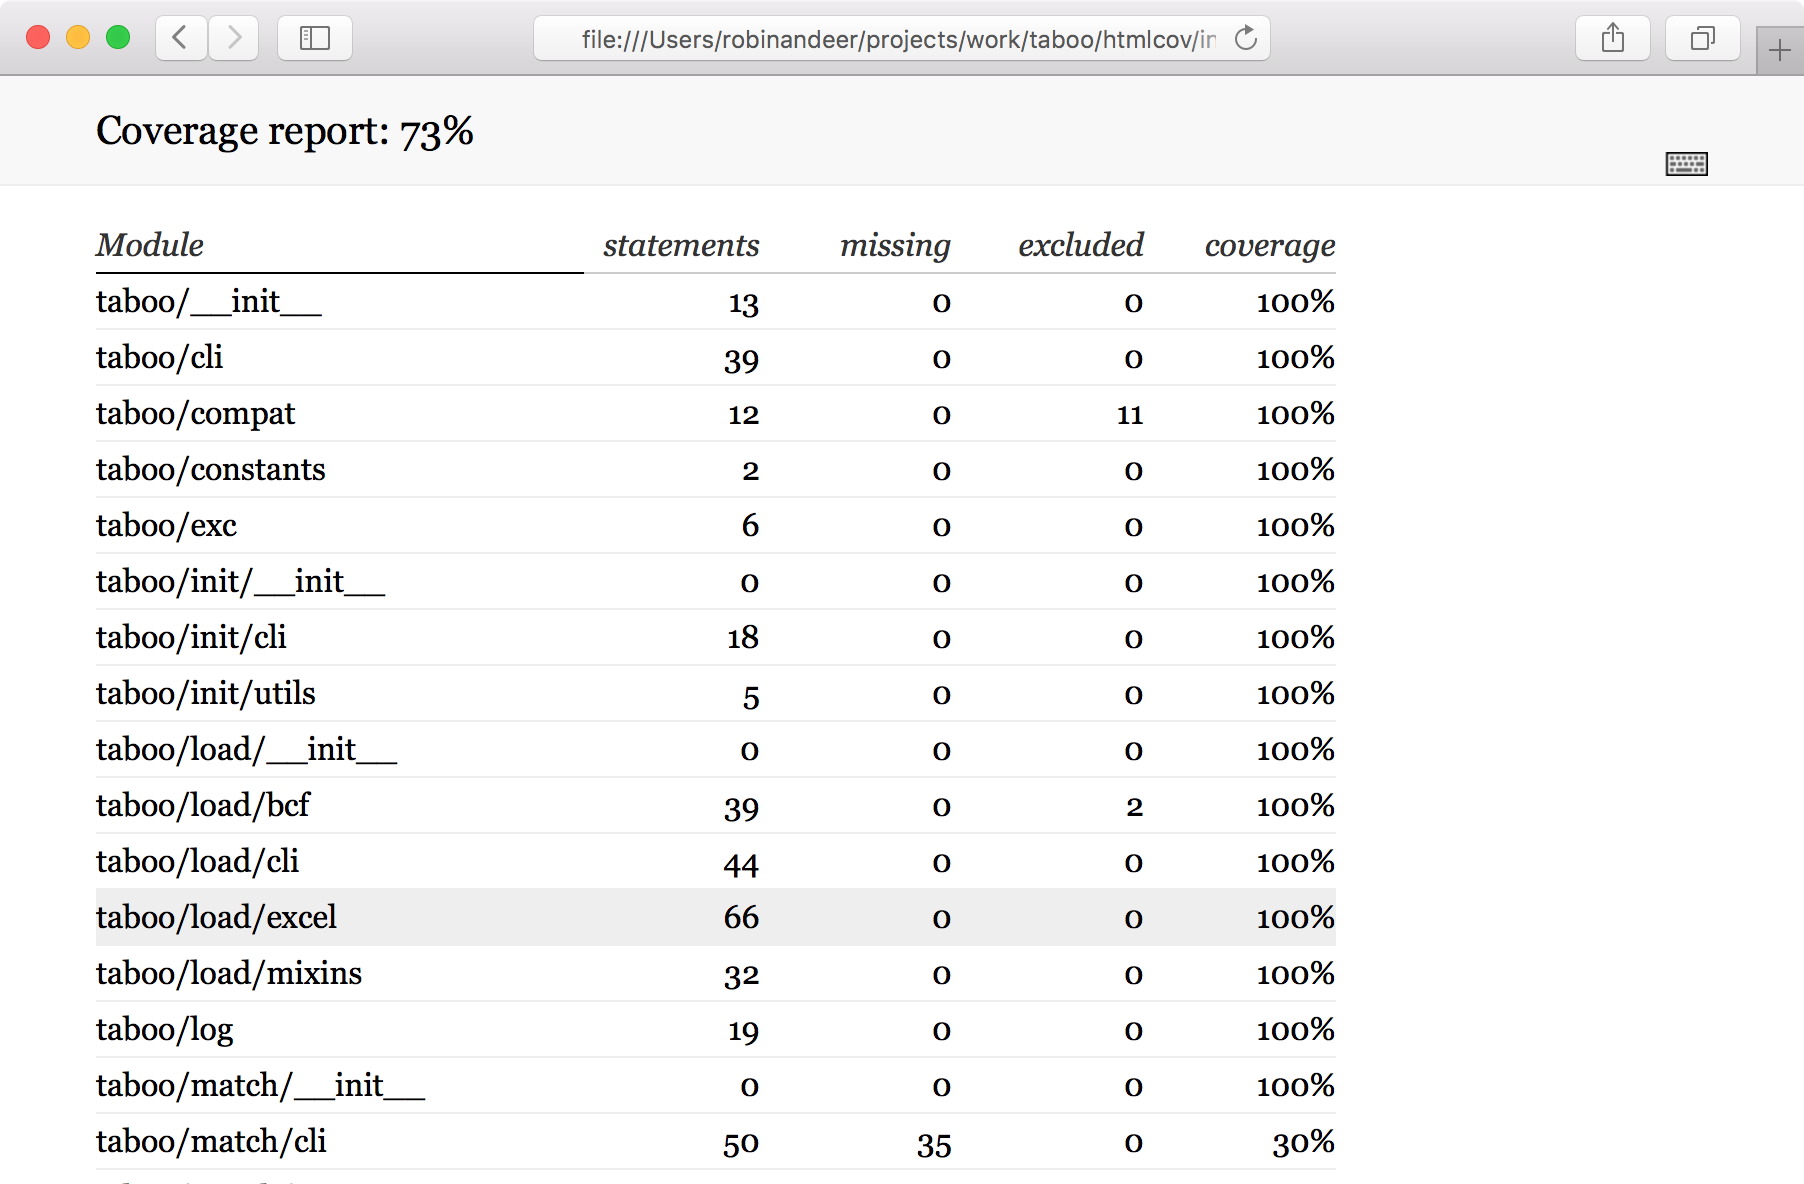 file:///Users/robinandeer/projects/work/taboo/htmlcov/in
Coverage report: 73%
Module statements missing excluded coverage
taboo/__init__ 13 0 0 100%
taboo/cli 39 0 0 100%
taboo/compat 12 0 11 100%
taboo/constants 2 0 0 100%
taboo/exc 6 0 0 100%
taboo/init/__init__ 0 0 0 100%
taboo/init/cli 18 0 0 100%
taboo/init/utils 5 0 0 100%
taboo/load/__init__ 0 0 0 100%
taboo/load/bcf 39 0 2 100%
taboo/load/cli 44 0 0 100%
taboo/load/excel 66 0 0 100%
taboo/load/mixins 32 0 0 100%
taboo/log 19 0 0 100%
taboo/match/__init__ 0 0 0 100%
taboo/match/cli 50 35 0 30%